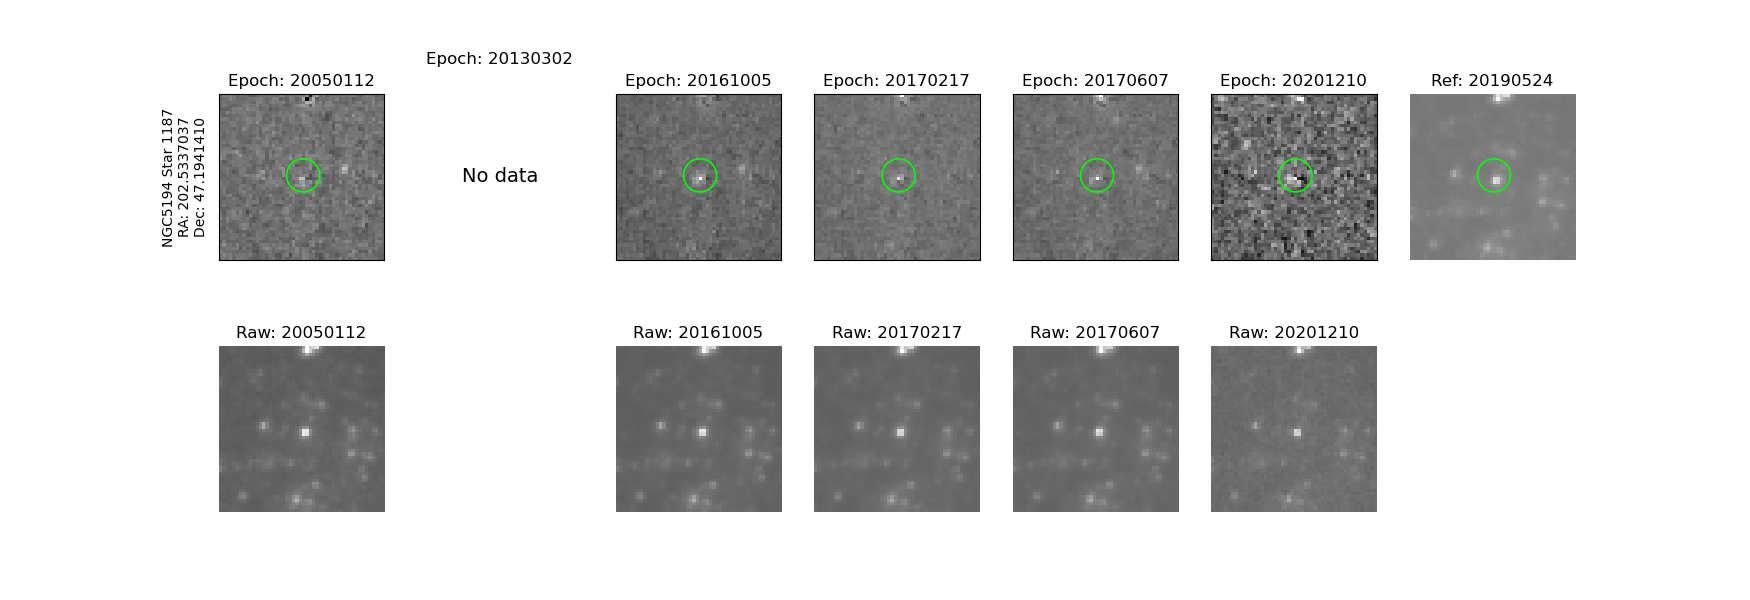 Epoch: 20130302
Epoch: 20050112
Epoch: 20161005
Epoch: 20170217
Epoch: 20170607
Epoch: 20201210
Ref: 20190524
NGC5194 Star 1187
RA: 202.5337037
Dec: 47.1941410
No data
Raw: 20050112
Raw: 20161005
Raw: 20170217
Raw: 20170607
Raw: 20201210